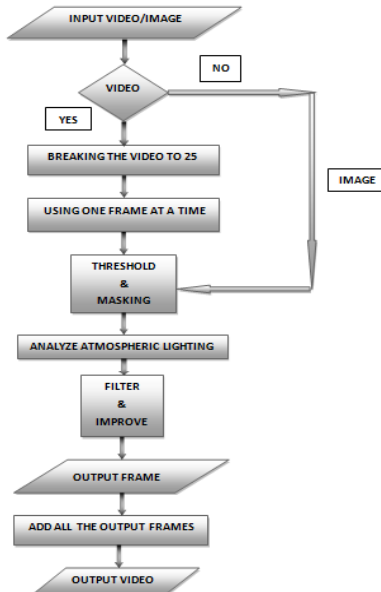 INPUT VIDEO/IMAGE
VIDEO
NO
YES
BREAKING THE VIDEO TO 25
USING ONE FRAME AT A TIME
IMAGE
THRESHOLD
&
MASKING
ANALYZE ATMOSPHERIC LIGHTING
FILTER
&
IMPROVE
OUTPUT FRAME
ADD ALL THE OUTPUT FRAMES
OUTPUT VIDEO